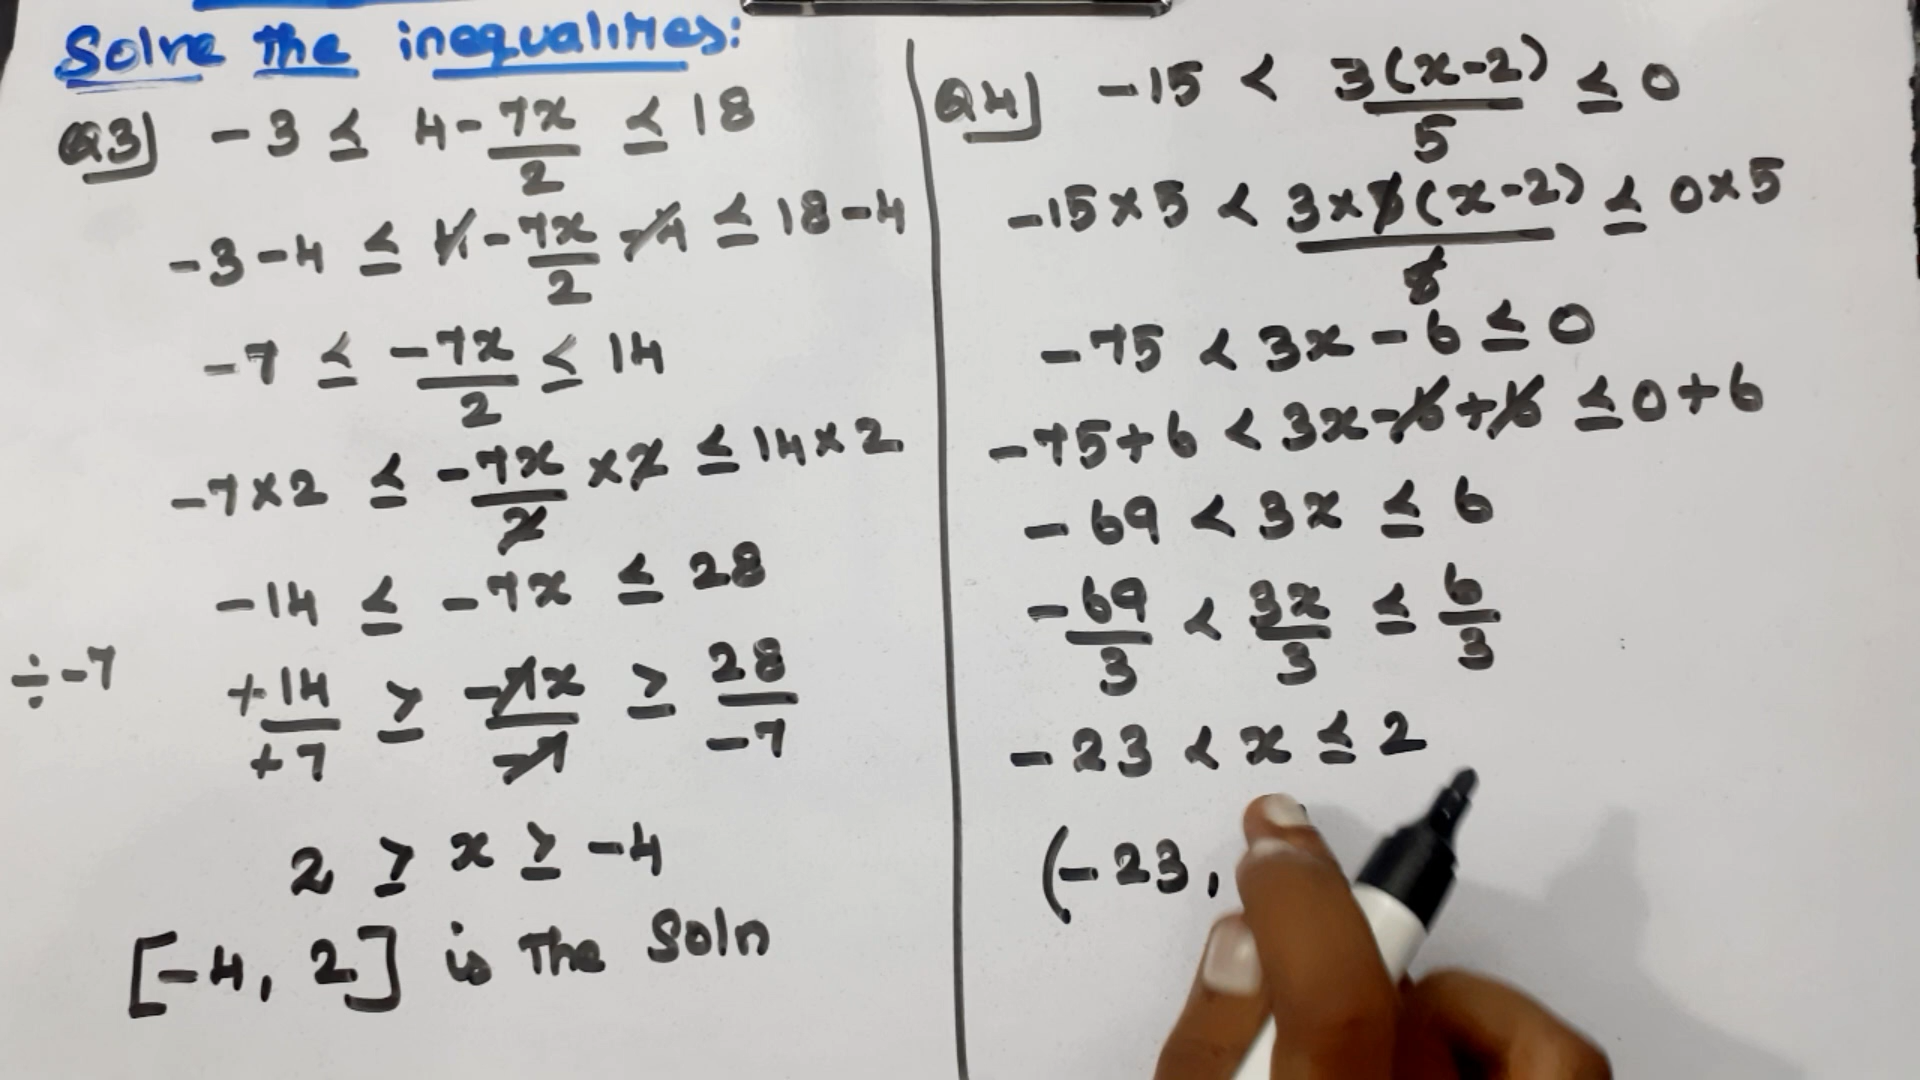 Solve the inequalities:
Q3) -3 ≤ 4 - 7x/2 ≤ 18
-3-4 ≤ 4 - 7x/2 - 4 ≤ 18-4
-7 ≤ -7x/2 ≤ 14
-7×2 ≤ -7x/2 ×2 ≤ 14×2
-14 ≤ -7x ≤ 28
÷-7
+14/+7 ≥ -7x/-7 ≥ 28/-7
2 ≥ x ≥ -4
[-4, 2] is The Soln
Q4) -15 < 3(x-2)/5 ≤ 0
-15×5 < 3×5(x-2)/5 ≤ 0×5
-75 < 3x - 6 ≤ 0
-75+6 < 3x-6+6 ≤ 0+6
-69 < 3x ≤ 6
-69/3 < 3x/3 ≤ 6/3
-23 < x ≤ 2
(-23,